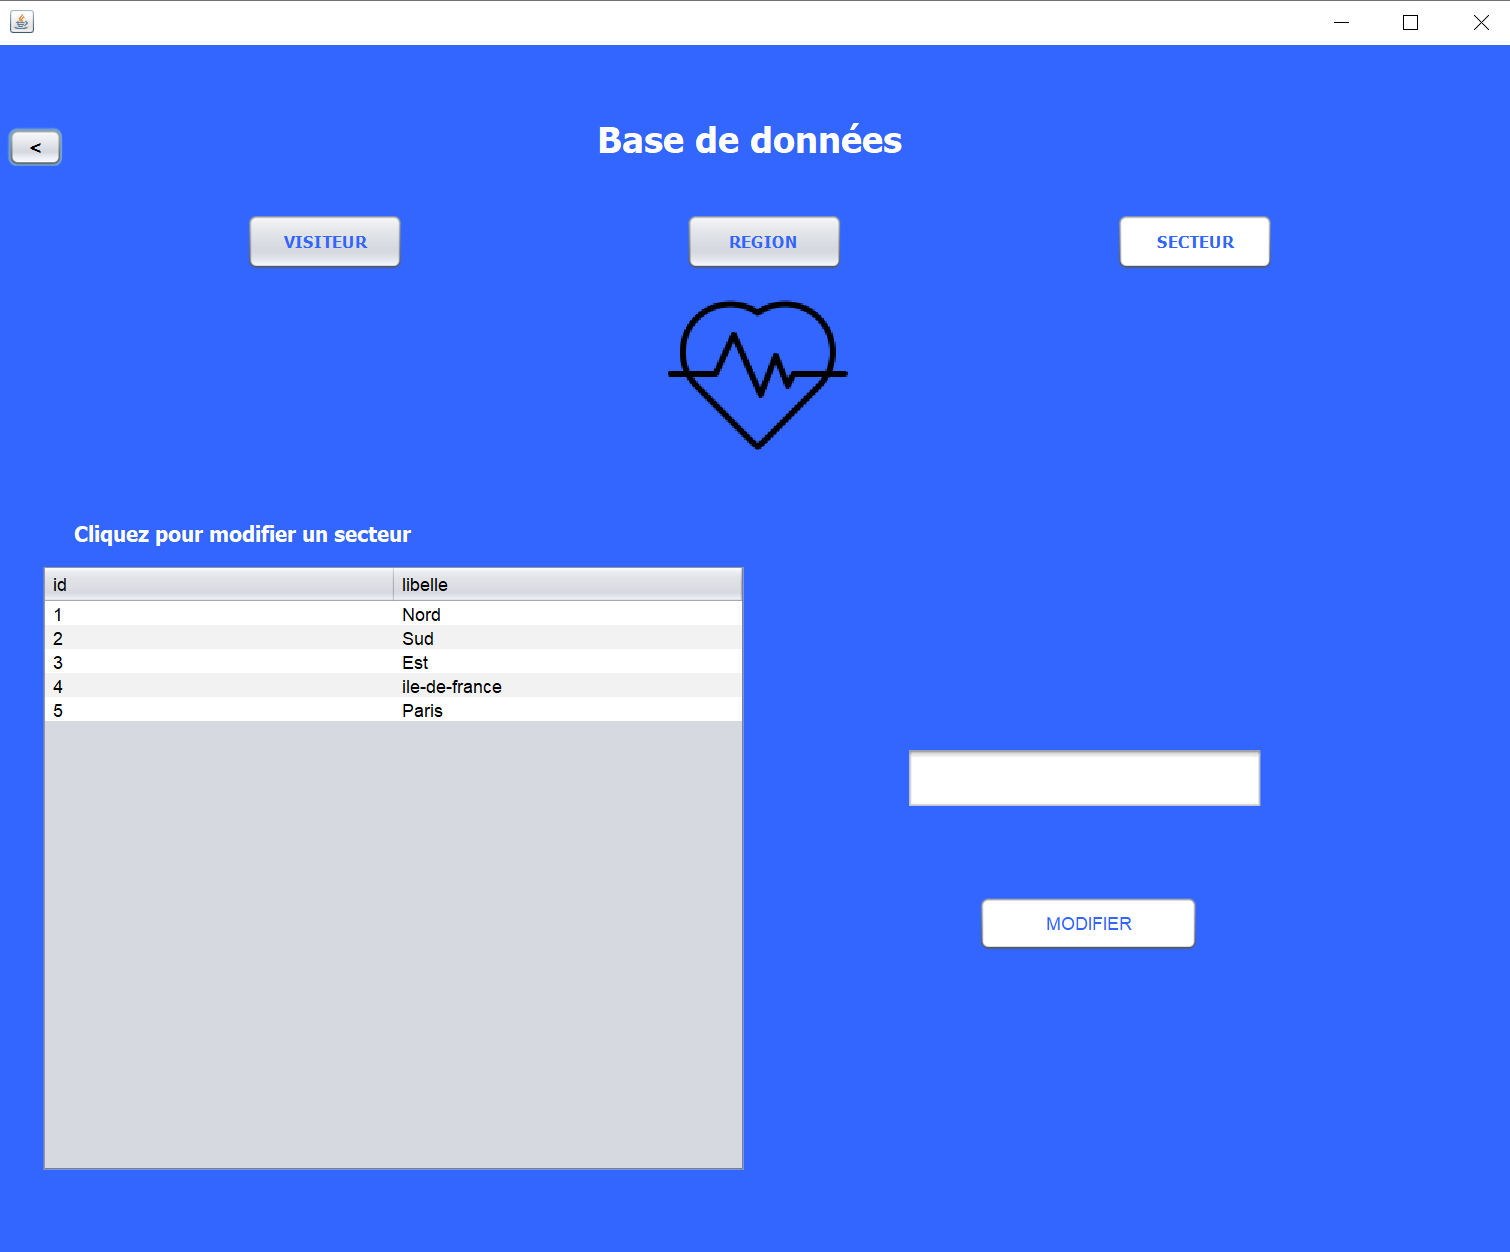 <
Base de données
VISITEUR
REGION
SECTEUR
Cliquez pour modifier un secteur
id libelle
1 Nord
2 Sud
3 Est
4 ile-de-france
5 Paris
MODIFIER